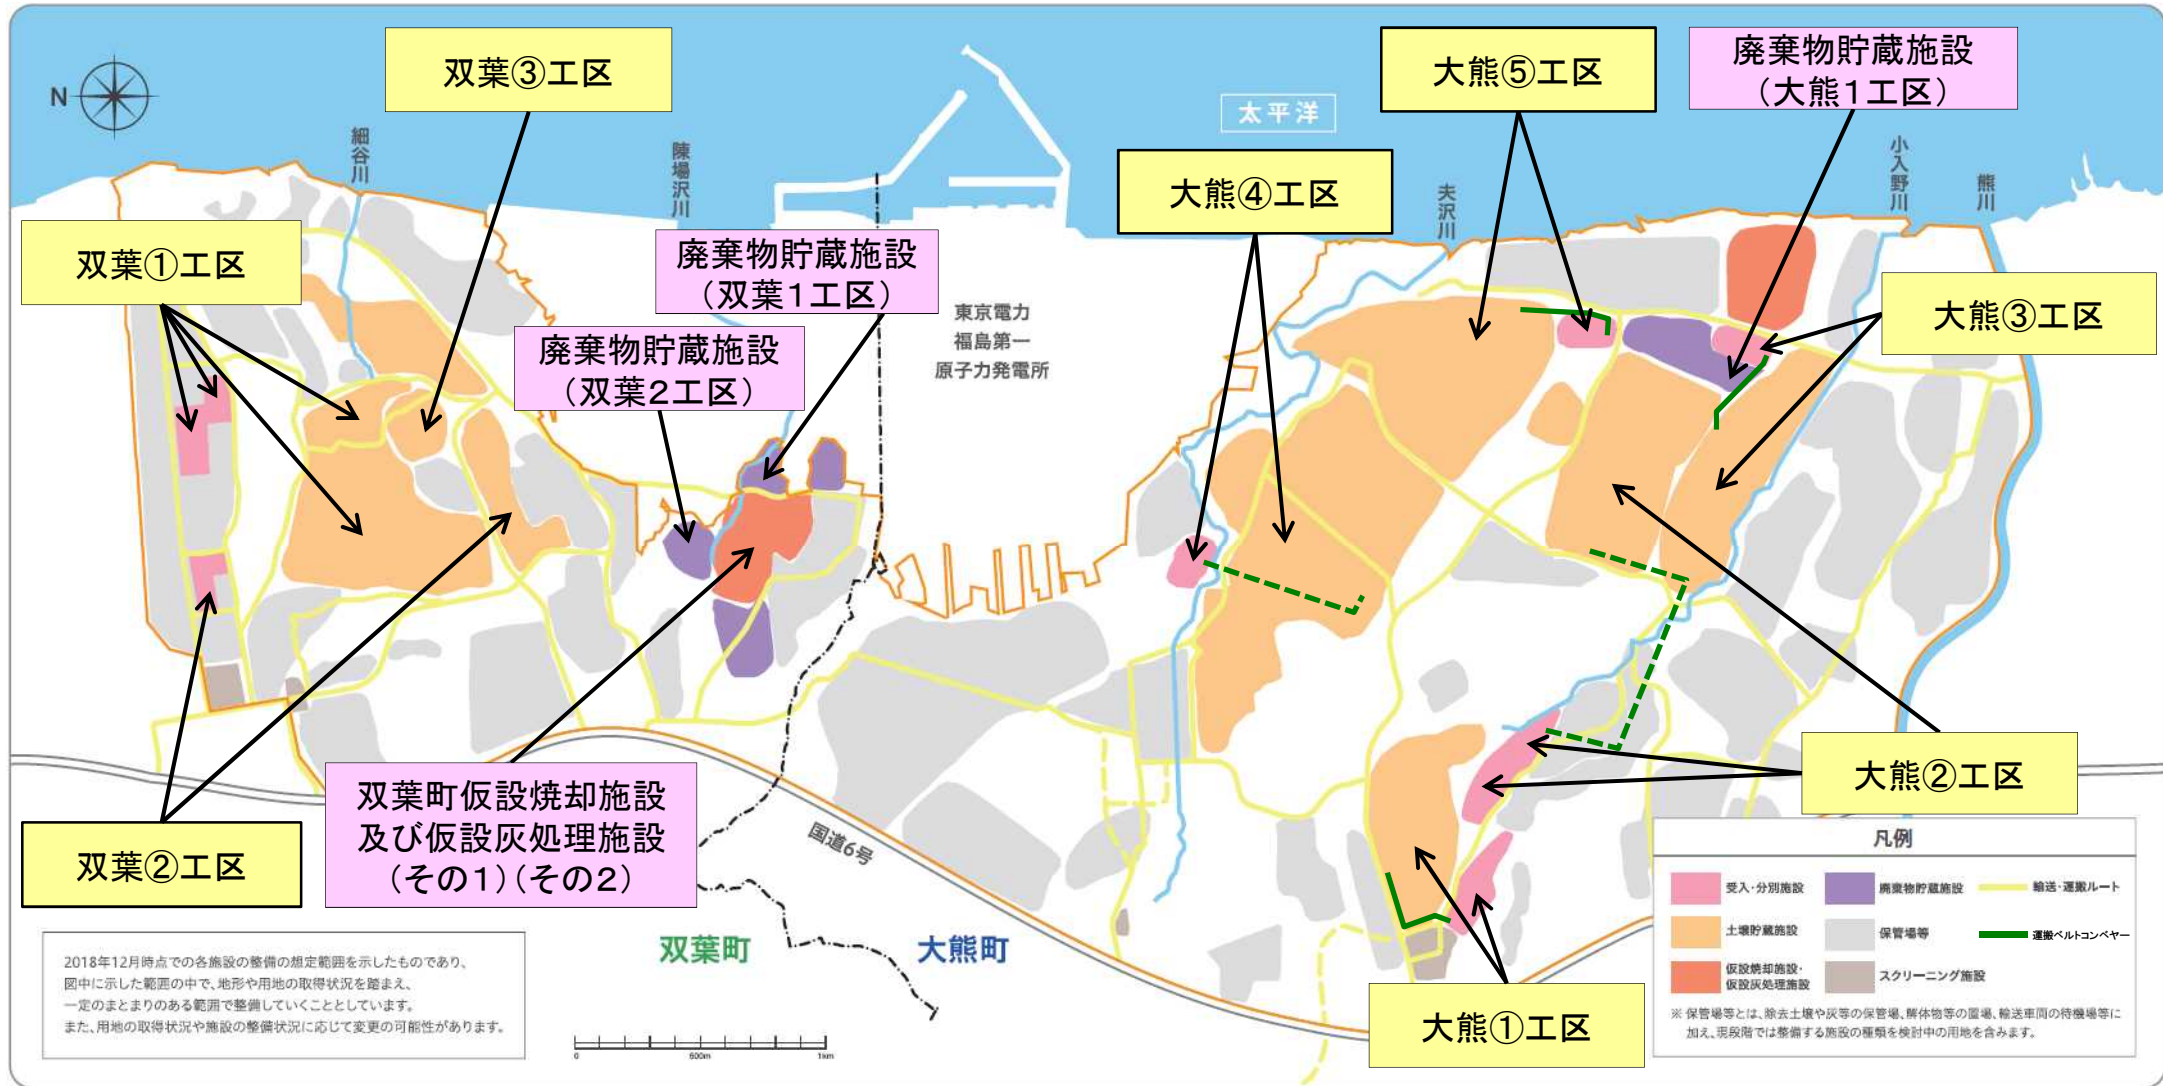 双葉③工区
大熊⑤工区
廃棄物貯蔵施設
（大熊1工区）
N
太平洋
細谷川
陳場沢川
大熊④工区
夫沢川
小入野川
熊川
双葉①工区
廃棄物貯蔵施設
（双葉1工区）
東京電力
福島第一
原子力発電所
大熊③工区
廃棄物貯蔵施設
（双葉2工区）
双葉②工区
双葉町仮設焼却施設
及び仮設灰処理施設
（その1）（その2）
国道6号
大熊②工区
双葉町
大熊町
大熊①工区
凡例
受入・分別施設
廃棄物貯蔵施設
輸送・運搬ルート
土壌貯蔵施設
保管場等
運搬ベルトコンベヤー
仮設焼却施設・
仮設灰処理施設
スクリーニング施設
※ 保管場等とは、除去土壌や灰等の保管場、解体物等の置場、輸送車両の待機場等に
加え、現段階では整備する施設の種類を検討中の用地を含みます。
2018年12月時点での各施設の整備の想定範囲を示したものであり、
図中に示した範囲の中で、地形や用地の取得状況を踏まえ、
一定のまとまりのある範囲で整備していくこととしています。
また、用地の取得状況や施設の整備状況に応じて変更の可能性があります。
0 500m 1km